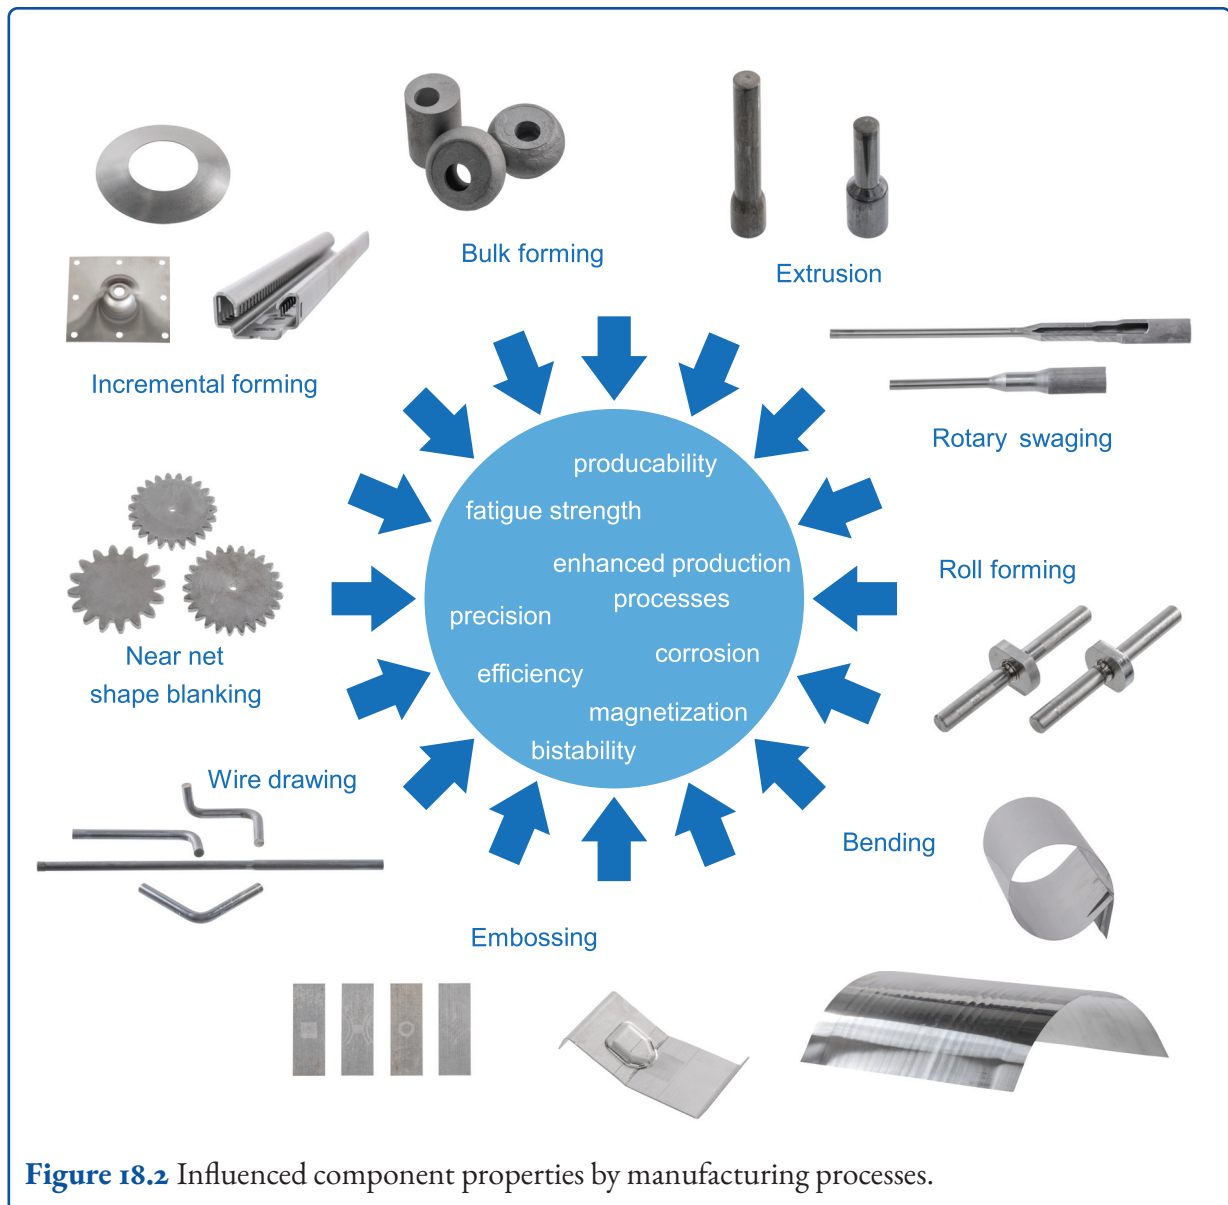 Bulk forming
Extrusion
Incremental forming
Rotary swaging
producability
fatigue strength
enhanced production
processes
precision
corrosion
efficiency
magnetization
bistability
Roll forming
Near net
shape blanking
Wire drawing
Bending
Embossing
Figure 18.2 Influenced component properties by manufacturing processes.